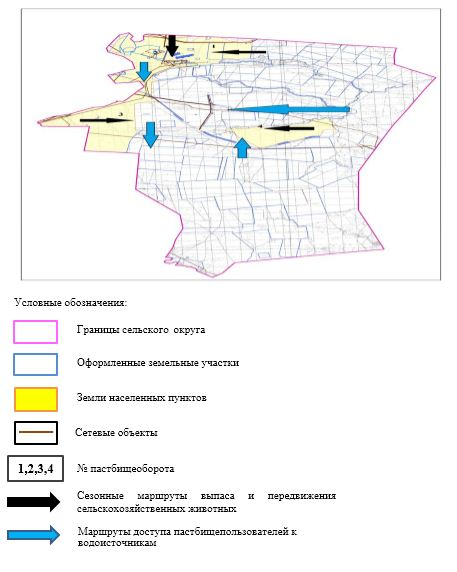 Условные обозначения:
Границы сельского округа
Оформленные земельные участки
Земли населенных пунктов
Сетевые объекты
1,2,3,4 № пастбищеоборота
Сезонные маршруты выпаса и передвижения
сельскохозяйственных животных
Маршруты доступа пастбищепользователей к
водоисточникам